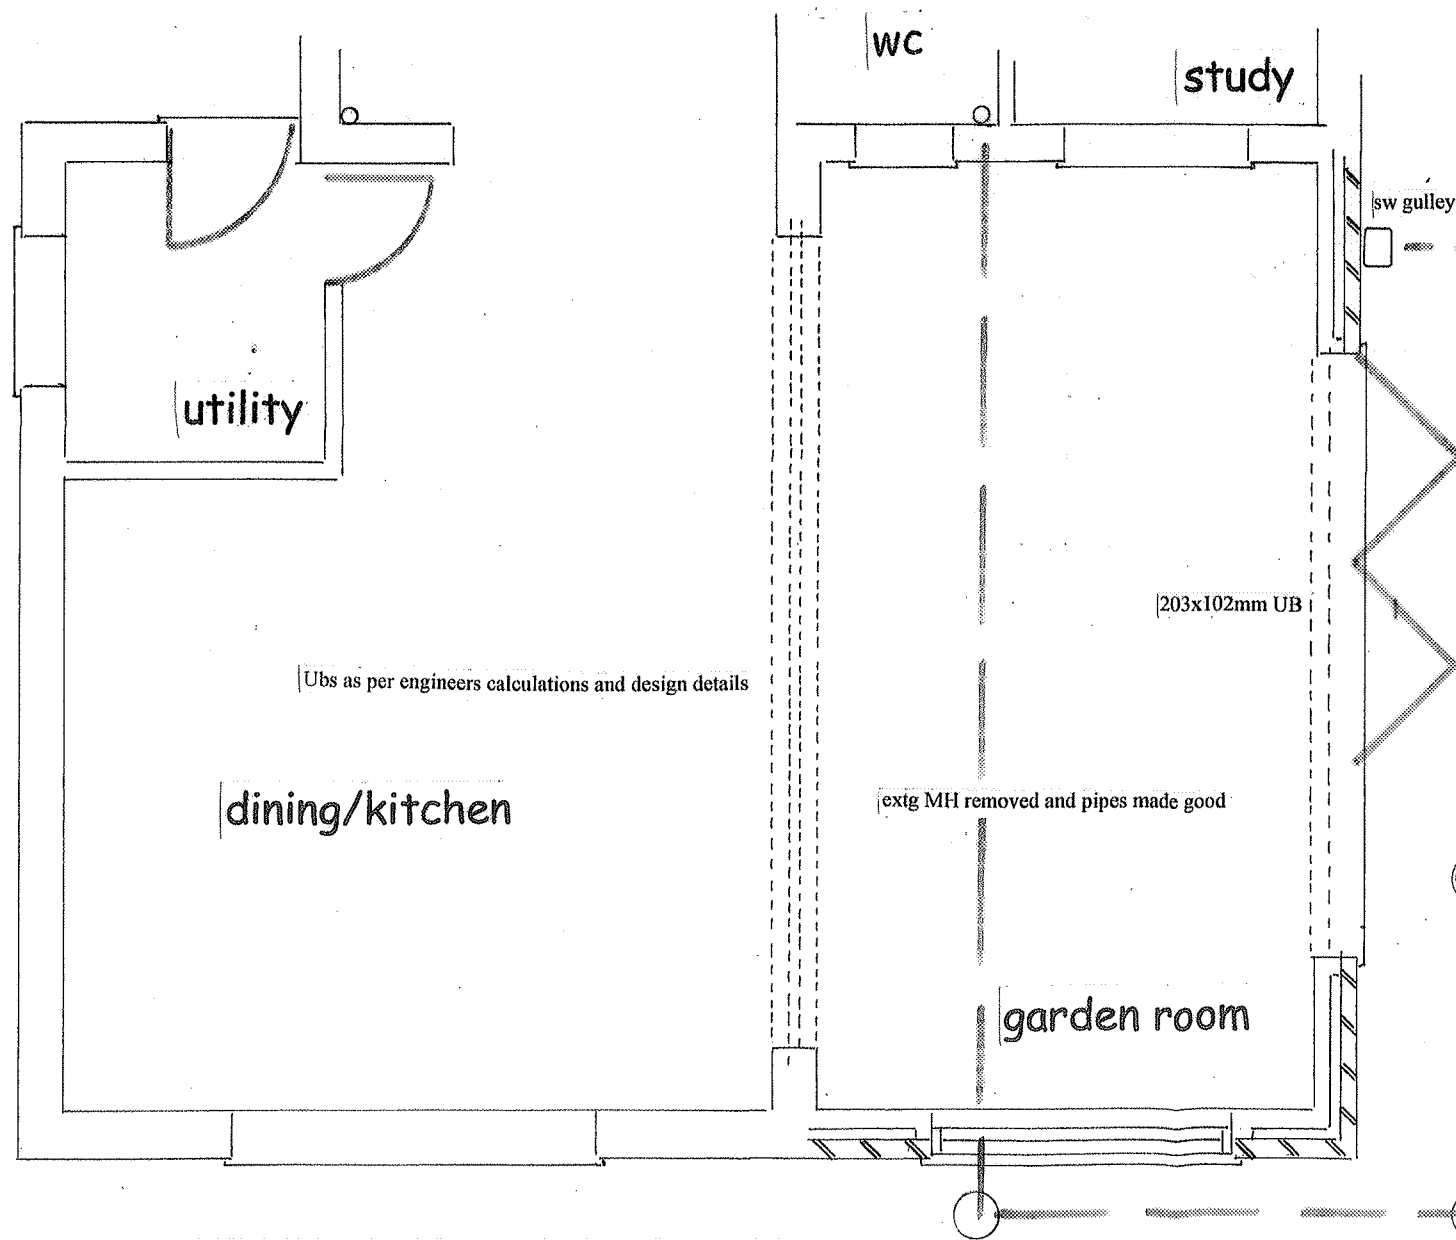 wc
study
sw gulley
utility
203x102mm UB
Ubs as per engineers calculations and design details
dining/kitchen
extg MH removed and pipes made good
garden room